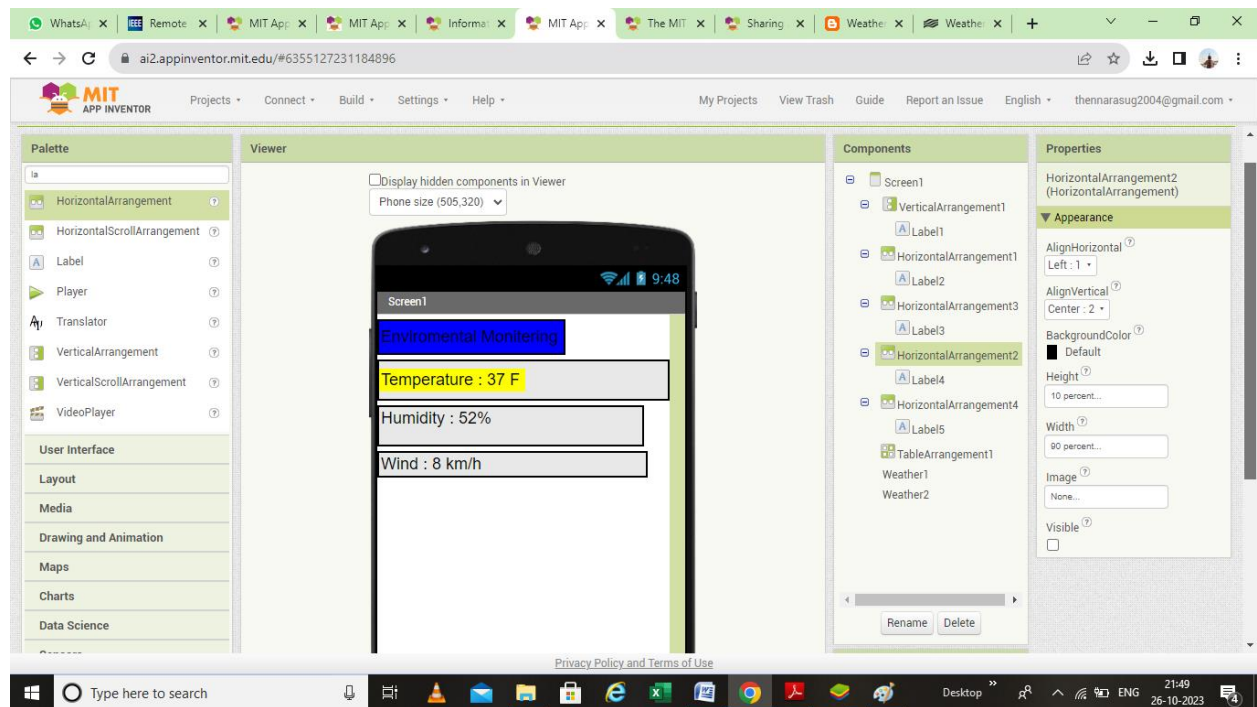 WhatsA
IEEE Remote
MIT App
MIT App
Informat
MIT App
The MIT
Sharing
Weather
Weather
ai2.appinventor.mit.edu/#6355127231184896
MIT
APP INVENTOR
Projects
Connect
Build
Settings
Help
My Projects
View Trash
Guide
Report an Issue
English
thennarasug2004@gmail.com
Palette
la
HorizontalArrangement
HorizontalScrollArrangement
Label
Player
Translator
VerticalArrangement
VerticalScrollArrangement
VideoPlayer
User Interface
Layout
Media
Drawing and Animation
Maps
Charts
Data Science
Viewer
Display hidden components in Viewer
Phone size (505,320)
9:48
Screen1
Enviromental Monitering
Temperature : 37 F
Humidity : 52%
Wind : 8 km/h
Components
Screen1
VerticalArrangement1
Label1
HorizontalArrangement1
Label2
HorizontalArrangement3
Label3
HorizontalArrangement2
Label4
HorizontalArrangement4
Label5
TableArrangement1
Weather1
Weather2
Rename
Delete
Properties
HorizontalArrangement2
(HorizontalArrangement)
Appearance
AlignHorizontal
Left : 1
AlignVertical
Center : 2
BackgroundColor
Default
Height
10 percent...
Width
90 percent...
Image
None...
Visible
Privacy Policy and Terms of Use
Type here to search
Desktop
ENG
21:49
26-10-2023
4